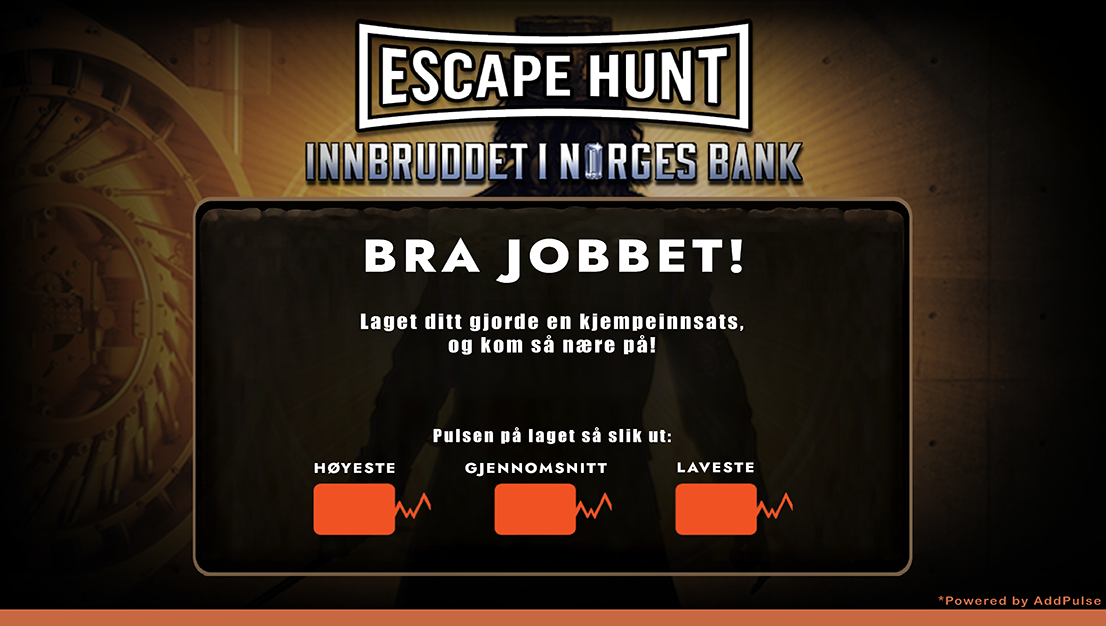 ESCAPE HUNT
INNBRUDDET I NORGES BANK
BRA JOBBET!
Laget ditt gjorde en kjempeinnsats,
og kom så nære på!
Pulsen på laget så slik ut:
HØYESTE GJENNOMSNITT LAVESTE
*Powered by AddPulse